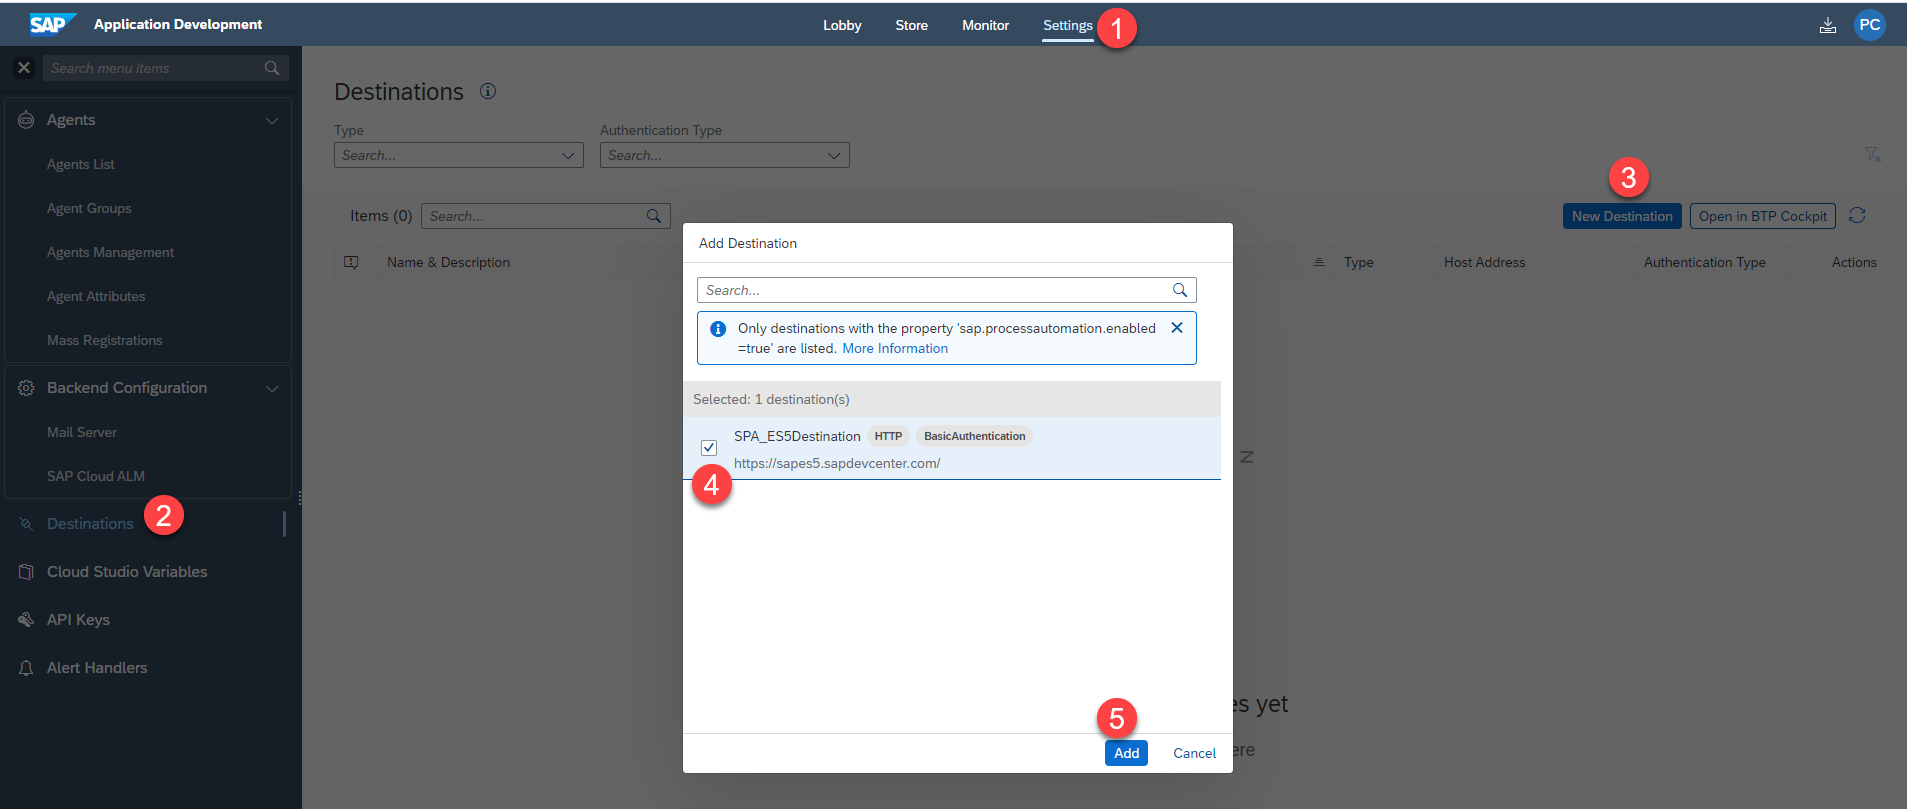 SAP Application Development
Lobby Store Monitor Settings 1
PC
Search menu items
Agents
Agents List
Agent Groups
Agents Management
Agent Attributes
Mass Registrations
Backend Configuration
Mail Server
SAP Cloud ALM
Destinations 2
Cloud Studio Variables
API Keys
Alert Handlers
Destinations
Type Authentication Type
Search... Search...
3
Items (0) Search... New Destination Open in BTP Cockpit
Name & Description Type Host Address Authentication Type Actions
Add Destination
Search...
Only destinations with the property 'sap.processautomation.enabled
=true' are listed. More Information
Selected: 1 destination(s)
SPA_ES5Destination HTTP BasicAuthentication
https://sapes5.sapdevcenter.com/
4
z
es yet
5
ere
Add Cancel